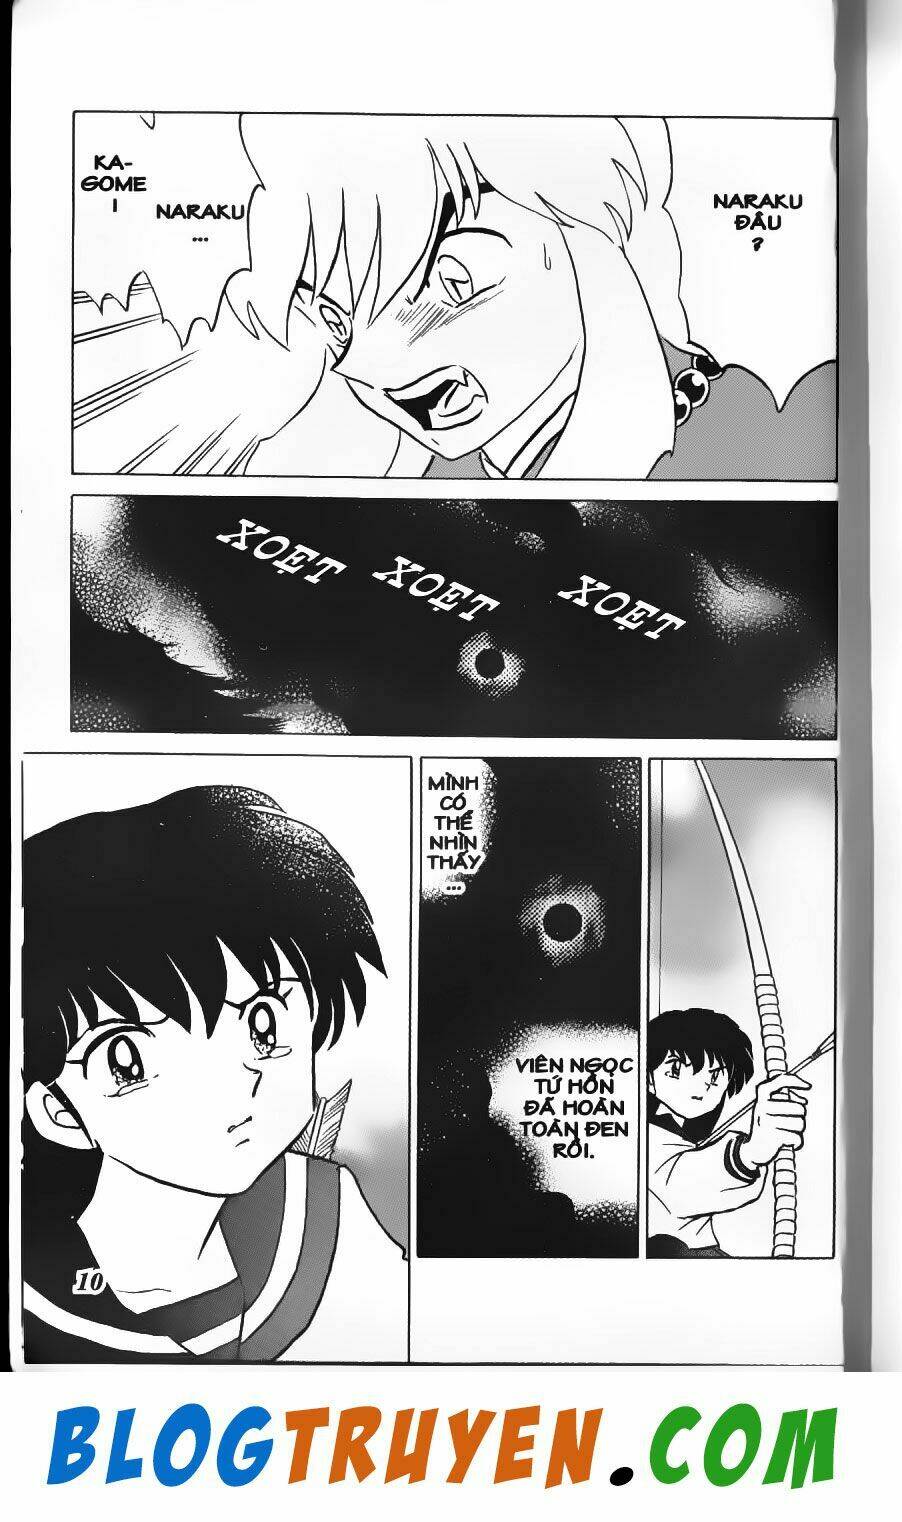 NARAKU
ĐÂU
?
NARAKU
...
KA-
GOME
!
XOẸT
XOẸT
XOẸT
VIÊN NGỌC
TỨ HỒN
ĐÃ HOÀN
TOÀN ĐEN
RỒI.
MÌNH
CÓ
THỂ
NHÌN
THẤY
...
10
BLOGTRUYEN.COM